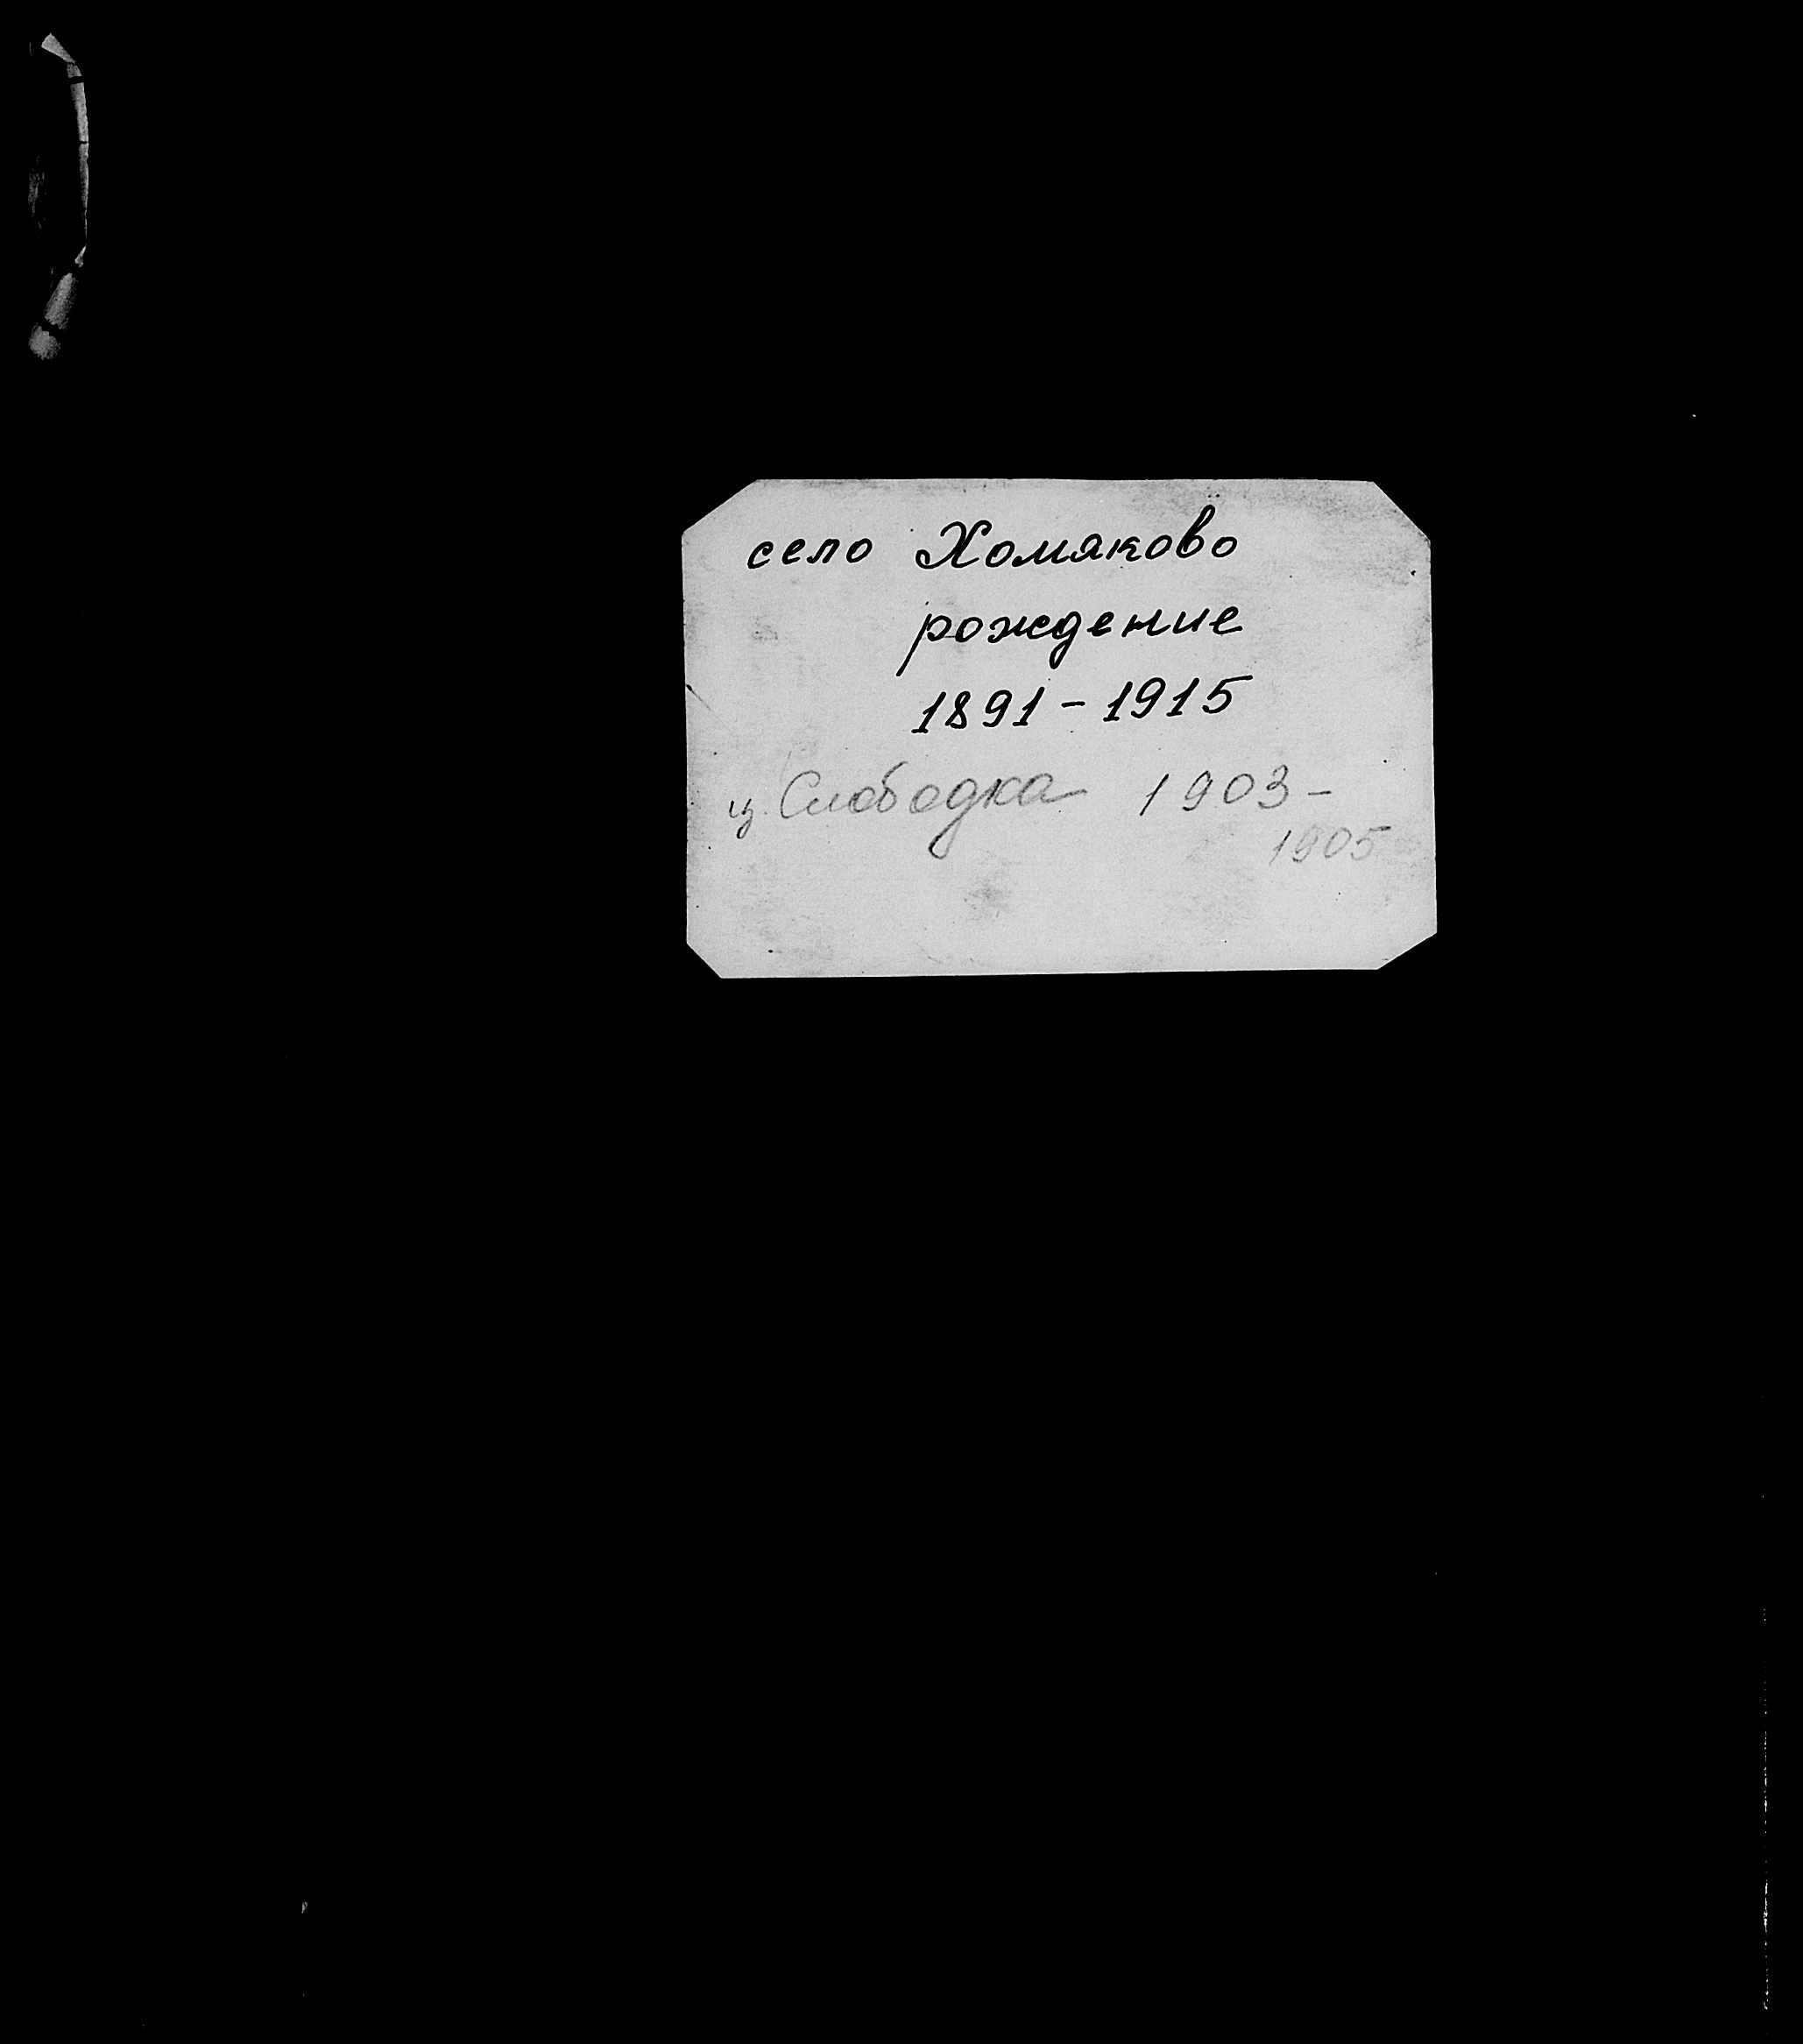 село Хомяково
рождение
1891 - 1915
ц. Слободка 1903 -
1905